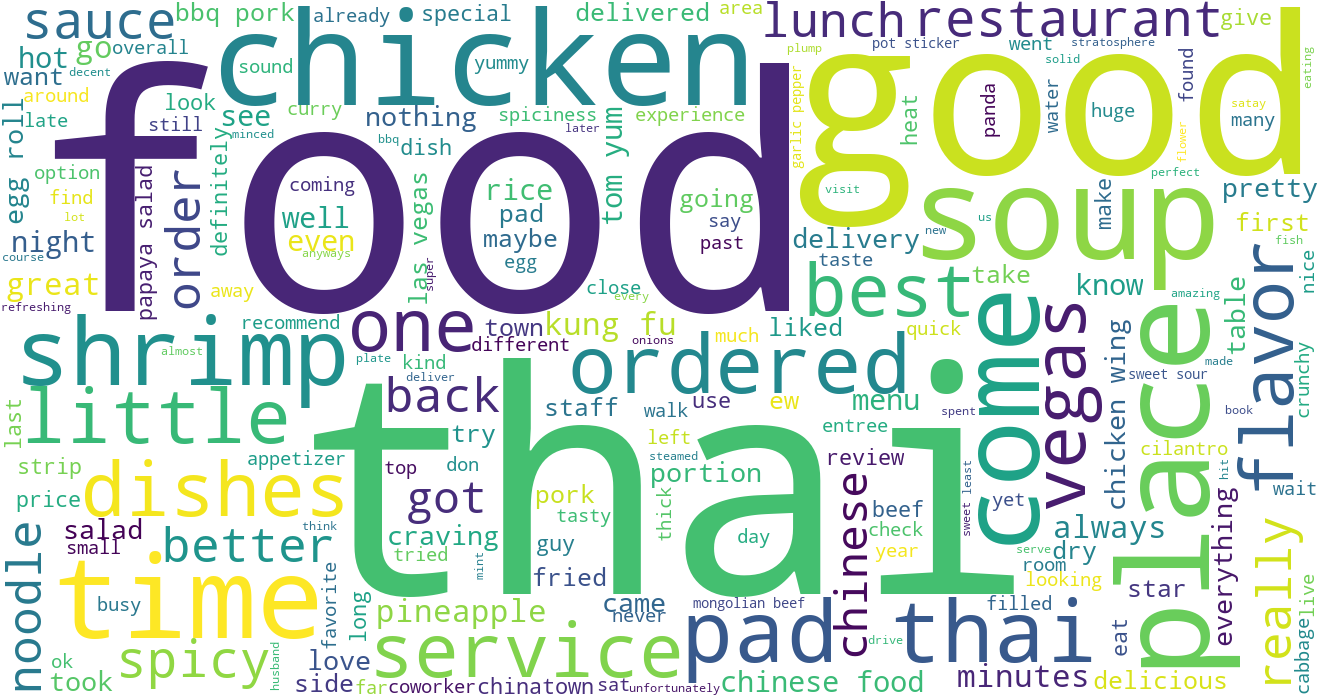 sauce
bbq pork
already
special
delivered
area
lunch
restaurant
give
go
overall
chicken
plump
pot sticker
went
stratosphere
hot
want
decent
sound
yummy
good
solid
found
eating
around
look
food
curry
nothing
spiciness
experience
garlic pepper
heat
panda
water
huge
satay
many
late
still
see
minced
bbq
later
dish
tom yum
flower
egg roll
option
definitely
coming
rice
going
visit
soup
perfect
make
pretty
find
papaya salad
order
well
pad
say
us
first
lot
night
even
maybe
past
delivery
new
fish
course
anyways
las vegas
super
egg
taste
great
away
close
every
best
take
know
amazing
nice
refreshing
table
flavor
shrimp
recommend
one
town
kung fu
liked
quick
come
vegas
different
onions
much
made
almost
kind
plate
ordered
place
chicken wing
sweet sour
crunchy
little
deliver
back
use
ew
menu
spent
book
last
staff
walk
thai
entree
try
left
cilantro
strip
appetizer
top
don
steamed
portion
review
sweet least
hit
wait
price
dishes
got
pork
thick
chinese
yet
everything
salad
think
tasty
beef
always
small
better
craving
day
check
really
noodle
tried
guy
year
serve
dry
time
mint
fried
room
looking
busy
favorite
long
pineapple
came
never
mongolian beef
filled
star
cabbage
live
ok
spicy
husband
service
pad thai
drive
eat
took
love
side
far
coworker
chinatown
sat
unfortunately
chinese food
minutes
delicious